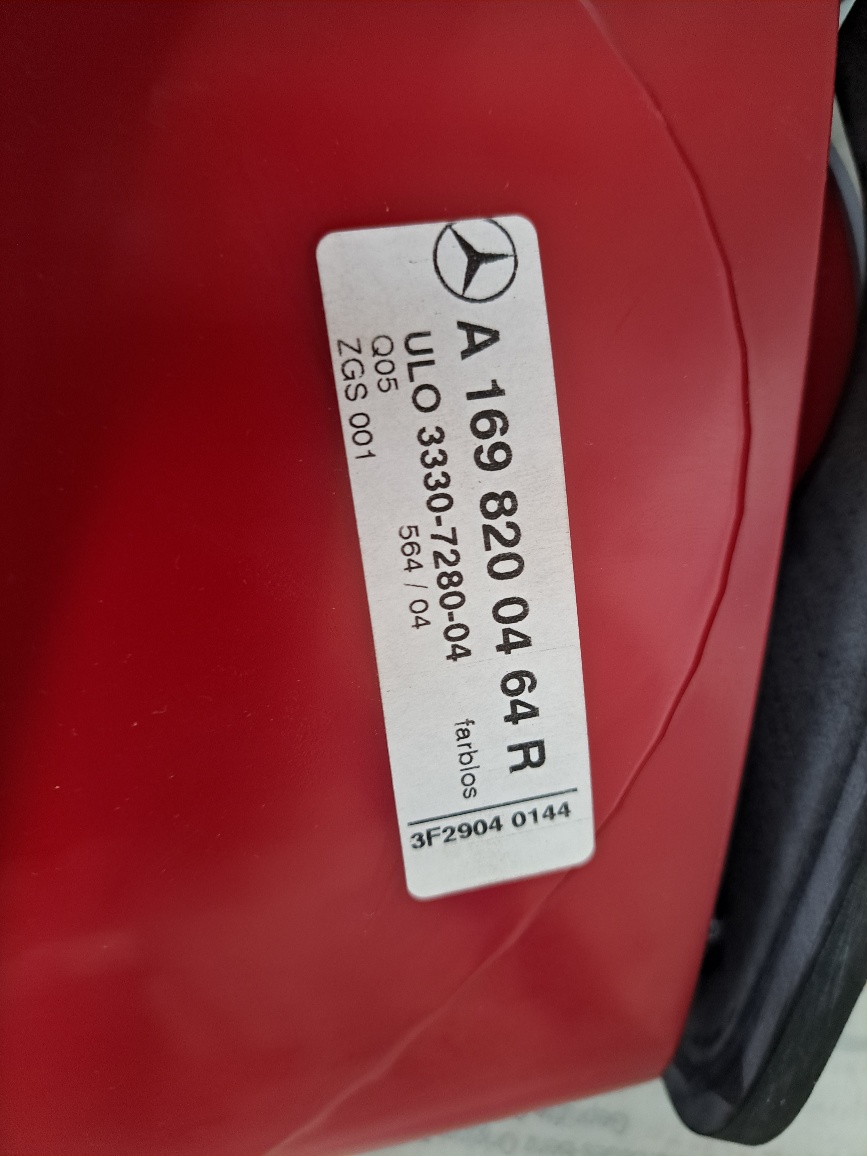 A 169 820 04 64 R
ULO 3330-7280-04 farblos
Q05 564 / 04
ZGS 001
3F2904 0144